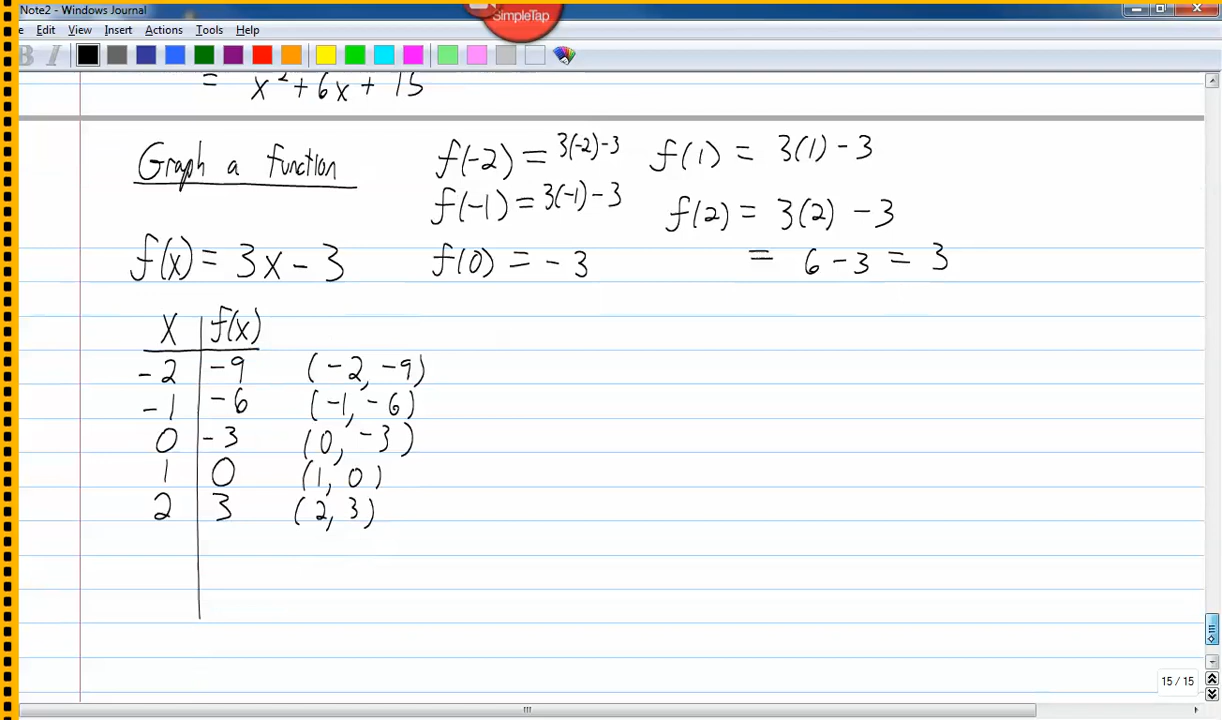 Note2 - Windows Journal
SimpleTap
Edit View Insert Actions Tools Help
B I
= x² + 6x + 15
Graph a Function
f(-2) = 3(-2)-3
f(1) = 3(1) - 3
f(-1) = 3(-1) - 3
f(2) = 3(2) - 3
f(x) = 3x - 3
f(0) = - 3
= 6 - 3 = 3
x f(x)
-2 -9 (-2, -9)
-1 -6 (-1, -6)
0 -3 (0, -3)
1 0 (1, 0)
2 3 (2, 3)
15 / 15